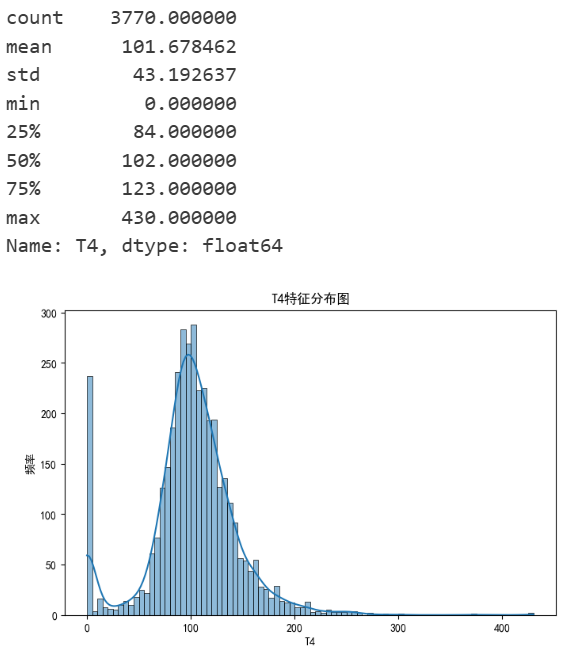 count 3770.000000
mean 101.678462
std 43.192637
min 0.000000
25% 84.000000
50% 102.000000
75% 123.000000
max 430.000000
Name: T4, dtype: float64
T4特征分布图
300
250
200
150
100
50
0
频率
0 100 200 300 400
T4